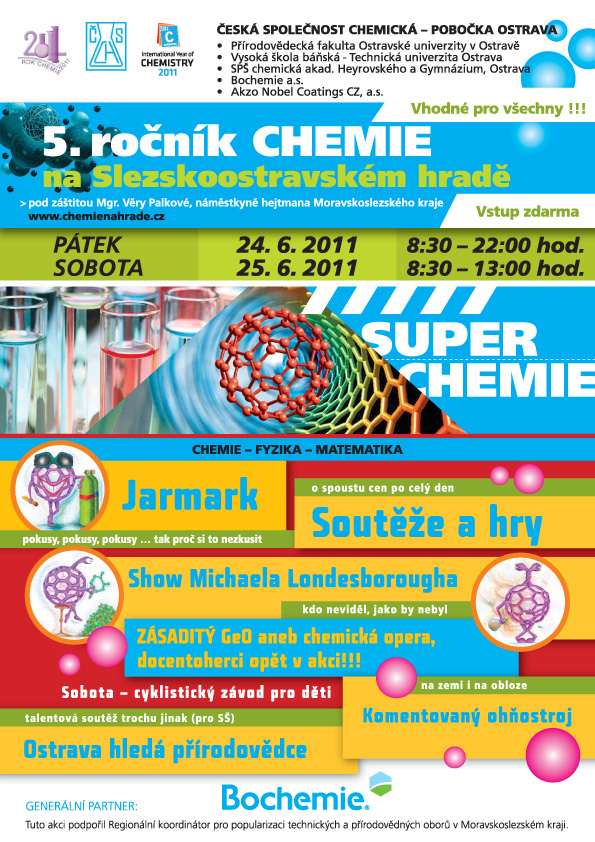 ROK CHEMIE 2011
ČSCH
International Year of
CHEMISTRY
2011
ČESKÁ SPOLEČNOST CHEMICKÁ – POBOČKA OSTRAVA
• Přírodovědecká fakulta Ostravské univerzity v Ostravě
• Vysoká škola báňská - Technická univerzita Ostrava
• SPŠ chemická akad. Heyrovského a Gymnázium, Ostrava
• Bochemie a.s.
• Akzo Nobel Coatings CZ, a.s.
Vhodné pro všechny !!!
5. ročník CHEMIE
na Slezskoostravském hradě
> pod záštitou Mgr. Věry Palkové, náměstkyně hejtmana Moravskoslezského kraje
www.chemienahrade.cz
Vstup zdarma
PÁTEK 24. 6. 2011 8:30 – 22:00 hod.
SOBOTA 25. 6. 2011 8:30 – 13:00 hod.
SUPER
CHEMIE
CHEMIE – FYZIKA – MATEMATIKA
Jarmark
pokusy, pokusy, pokusy ... tak proč si to nezkusit
o spoustu cen po celý den
Soutěže a hry
Show Michaela Londesborougha
kdo neviděl, jako by nebyl
ZÁSADITÝ GeO aneb chemická opera,
docentoherci opět v akci!!!
Sobota – cyklistický závod pro děti
na zemi i na obloze
Komentovaný ohňostroj
talentová soutěž trochu jinak (pro SŠ)
Ostrava hledá přírodovědce
GENERÁLNÍ PARTNER:
Bochemie®
Tuto akci podpořil Regionální koordinátor pro popularizaci technických a přírodovědných oborů v Moravskoslezském kraji.